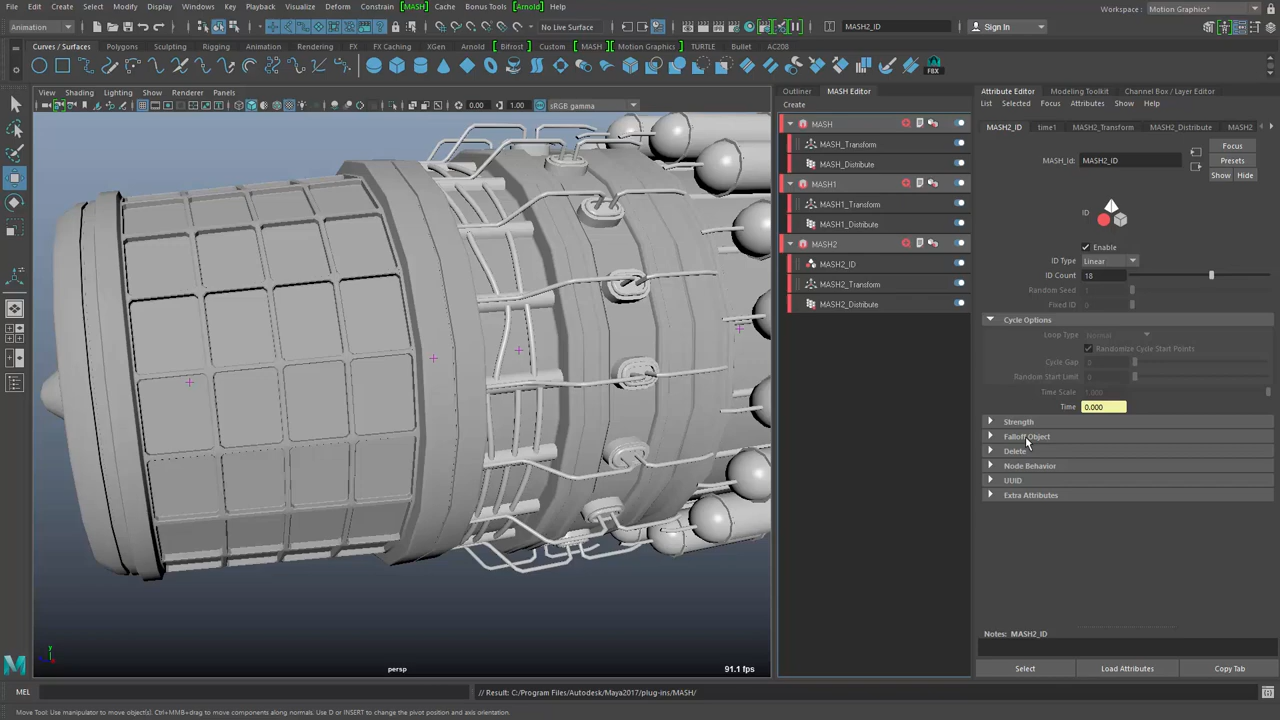 File Edit Create Select Modify Display Windows Key Playback Visualize Deform Constrain [MASH] Cache Bonus Tools [Arnold] Help
Workspace: Motion Graphics*
Animation
No Live Surface
MASH2_ID
Sign In
Curves / Surfaces Polygons Sculpting Rigging Animation Rendering FX FX Caching XGen Arnold [Bifrost Custom [MASH] [Motion Graphics] TURTLE Bullet AC208
FBX
View Shading Lighting Show Renderer Panels
0.00 1.00 sRGB gamma
persp
91.1 fps
Outliner MASH Editor
Create
MASH
MASH_Transform
MASH_Distribute
MASH1
MASH1_Transform
MASH1_Distribute
MASH2
MASH2_ID
MASH2_Transform
MASH2_Distribute
Attribute Editor Modeling Toolkit Channel Box / Layer Editor
List Selected Focus Attributes Show Help
MASH2_ID time1 MASH2_Transform MASH2_Distribute MASH2
Focus
MASH_Id: MASH2_ID
Presets
Show Hide
ID
Enable
ID Type Linear
ID Count 18
Random Seed 1
Fixed ID 0
Cycle Options
Loop Type Normal
Randomize Cycle Start Points
Cycle Gap 0
Random Start Limit 0
Time Scale 1.000
Time 0.000
Strength
Falloff Object
Delete
Node Behavior
UUID
Extra Attributes
Notes: MASH2_ID
Select Load Attributes Copy Tab
MEL
// Result: C:/Program Files/Autodesk/Maya2017/plug-ins/MASH/
Move Tool: Use manipulator to move object(s). Ctrl+MMB+drag to move components along normals. Use D or INSERT to change the pivot position and axis orientation.